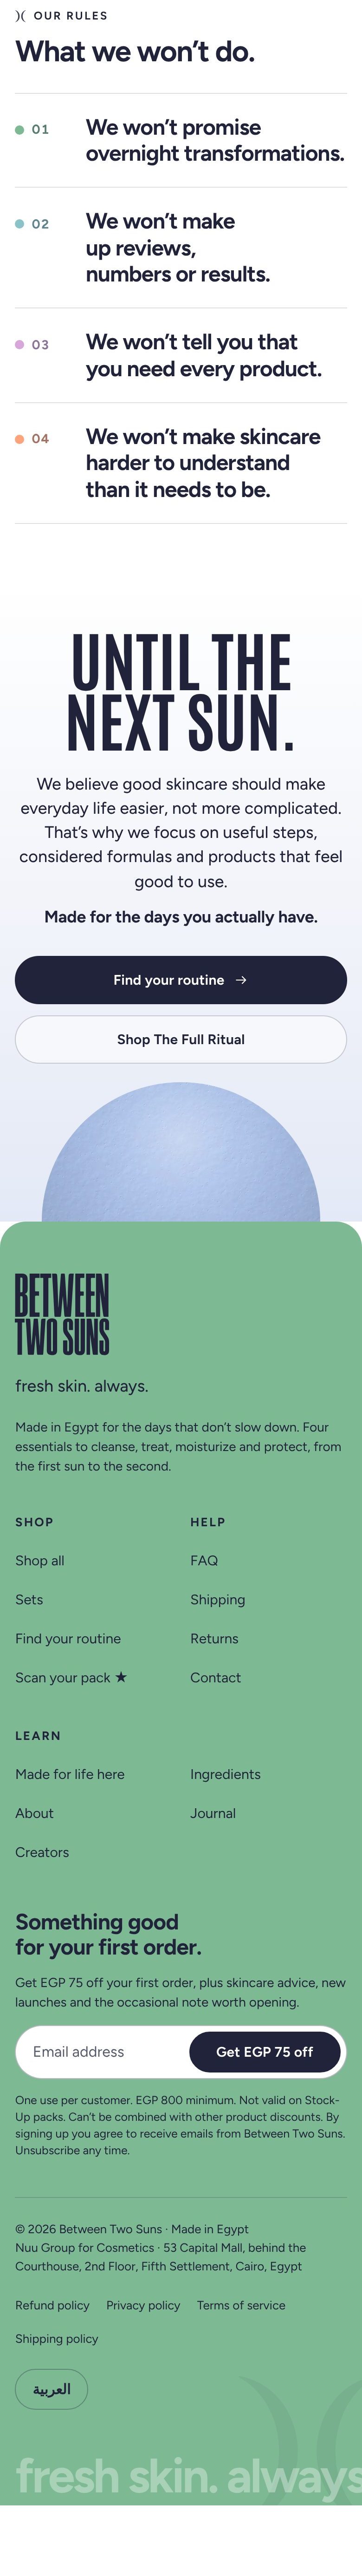 OUR RULES
What we won’t do.
01
We won’t promise
overnight transformations.
02
We won’t make
up reviews,
numbers or results.
03
We won’t tell you that
you need every product.
04
We won’t make skincare
harder to understand
than it needs to be.
UNTIL THE
NEXT SUN.
We believe good skincare should make
everyday life easier, not more complicated.
That’s why we focus on useful steps,
considered formulas and products that feel
good to use.
Made for the days you actually have.
Find your routine →
Shop The Full Ritual
BETWEEN
TWO SUNS
fresh skin. always.
Made in Egypt for the days that don’t slow down. Four
essentials to cleanse, treat, moisturize and protect, from
the first sun to the second.
SHOP
Shop all
Sets
Find your routine
Scan your pack ★
HELP
FAQ
Shipping
Returns
Contact
LEARN
Made for life here
Ingredients
About
Journal
Creators
Something good
for your first order.
Get EGP 75 off your first order, plus skincare advice, new
launches and the occasional note worth opening.
Email address
Get EGP 75 off
One use per customer. EGP 800 minimum. Not valid on Stock-
Up packs. Can’t be combined with other product discounts. By
signing up you agree to receive emails from Between Two Suns.
Unsubscribe any time.
© 2026 Between Two Suns · Made in Egypt
Nuu Group for Cosmetics · 53 Capital Mall, behind the
Courthouse, 2nd Floor, Fifth Settlement, Cairo, Egypt
Refund policy Privacy policy Terms of service
Shipping policy
العربية
fresh skin. always